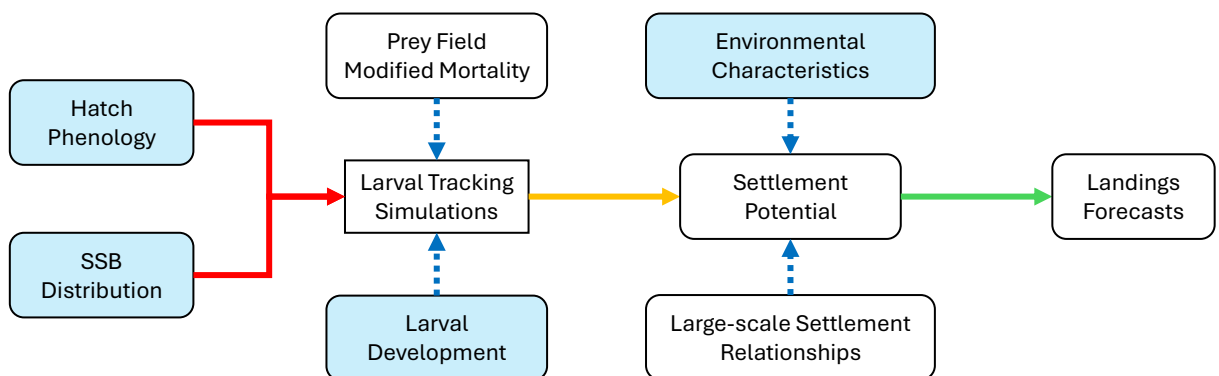 Prey Field
Modified Mortality
Environmental
Characteristics
Hatch
Phenology
Larval Tracking
Simulations
Settlement
Potential
Landings
Forecasts
SSB
Distribution
Larval
Development
Large-scale Settlement
Relationships